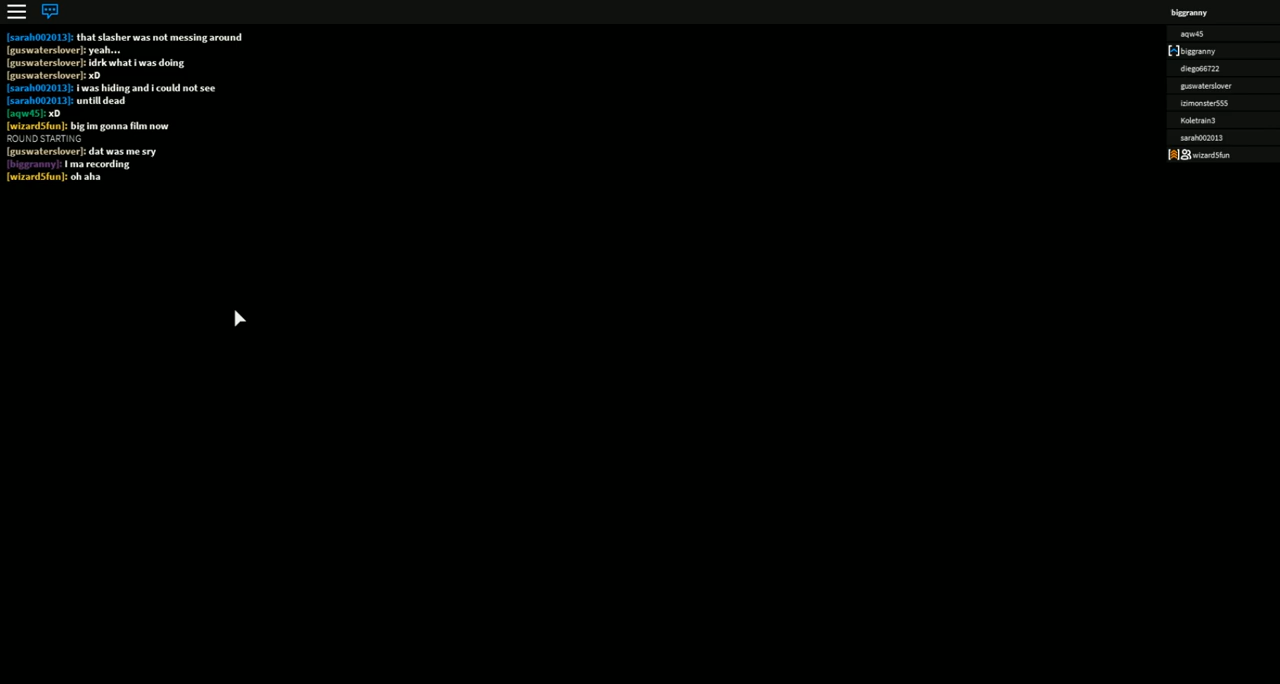 biggranny
[sarah002013]: that slasher was not messing around
[guswaterslover]: yeah...
[guswaterslover]: idrk what i was doing
[guswaterslover]: xD
[sarah002013]: i was hiding and i could not see
[sarah002013]: untill dead
[aqw45]: xD
[wizard5fun]: big im gonna film now
ROUND STARTING
[guswaterslover]: dat was me sry
[biggranny]: I ma recording
[wizard5fun]: oh aha
aqw45
biggranny
diego66722
guswaterslover
izimonster555
Koletrain3
sarah002013
wizard5fun